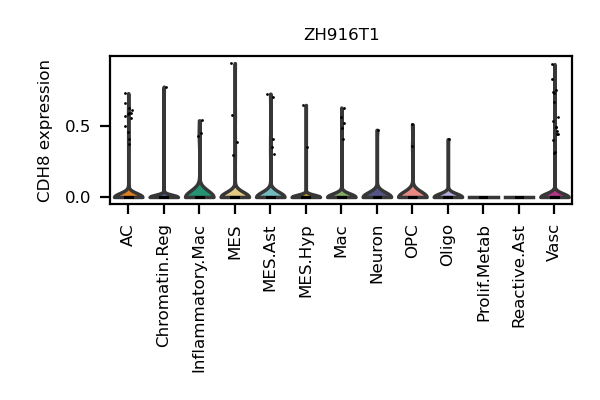 ZH916T1
CDH8 expression
0.5
0.0
AC
Chromatin.Reg
Inflammatory.Mac
MES
MES.Ast
MES.Hyp
Mac
Neuron
OPC
Oligo
Prolif.Metab
Reactive.Ast
Vasc